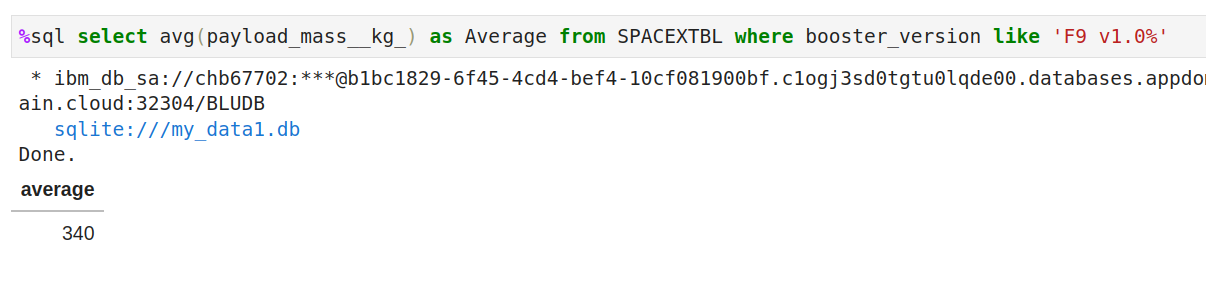 %sql select avg(payload_mass__kg_) as Average from SPACEXTBL where booster_version like 'F9 v1.0%'
* ibm_db_sa://chb67702:***@b1bc1829-6f45-4cd4-bef4-10cf081900bf.c1ogj3sd0tgtu0lqde00.databases.appdom
ain.cloud:32304/BLUDB
sqlite:///my_data1.db
Done.
average
340